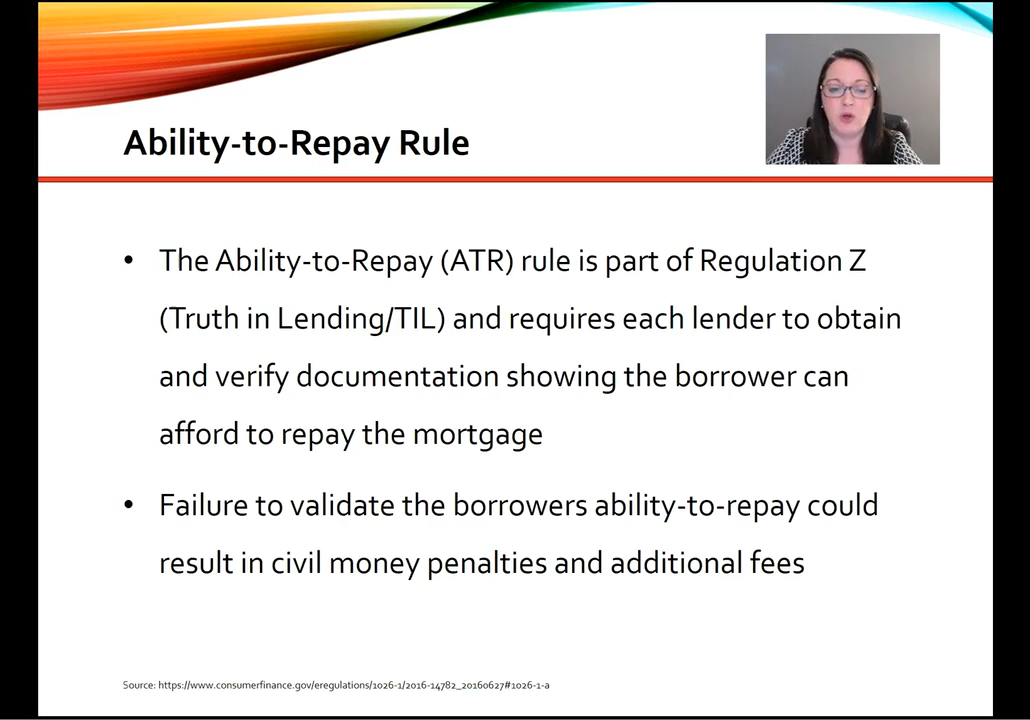 Ability-to-Repay Rule
• The Ability-to-Repay (ATR) rule is part of Regulation Z
(Truth in Lending/TIL) and requires each lender to obtain
and verify documentation showing the borrower can
afford to repay the mortgage
• Failure to validate the borrowers ability-to-repay could
result in civil money penalties and additional fees
Source: https://www.consumerfinance.gov/eregulations/1026-1/2016-14782_20160627#1026-1-a